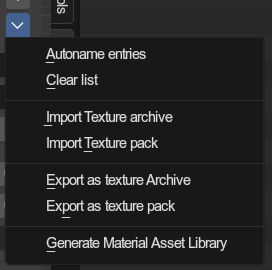 ols
Autoname entries
Clear list
Import Texture archive
Import Texture pack
Export as texture Archive
Export as texture pack
Generate Material Asset Library